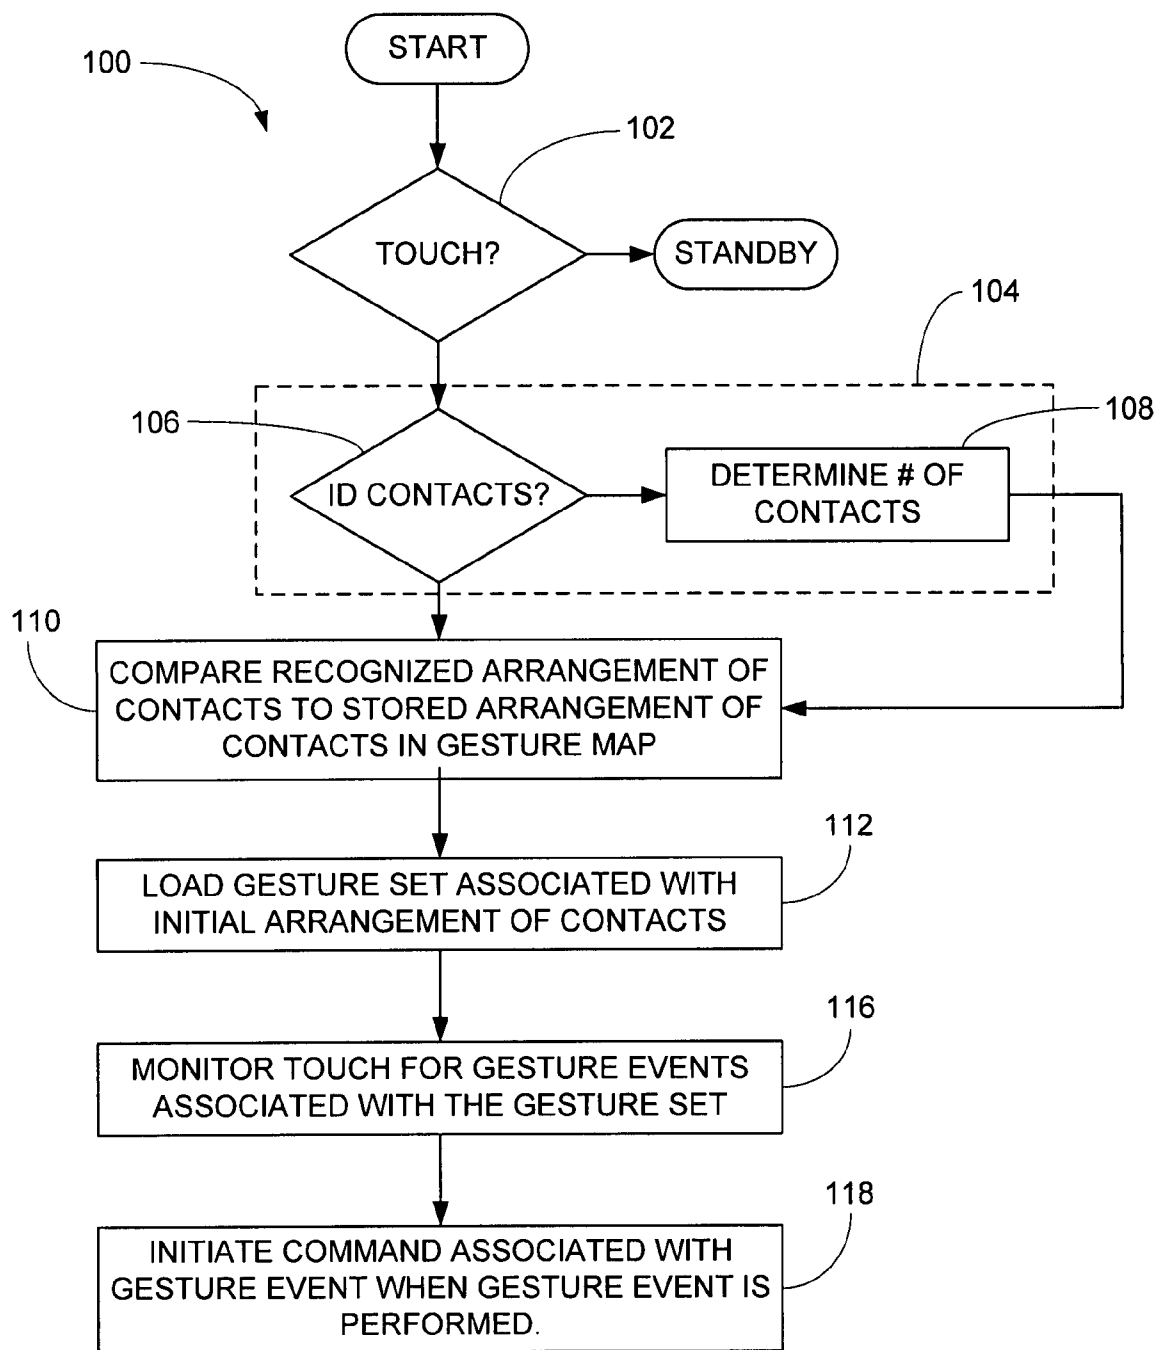 START
100
102
TOUCH?
STANDBY
104
106
108
ID CONTACTS?
DETERMINE # OF
CONTACTS
110
COMPARE RECOGNIZED ARRANGEMENT OF
CONTACTS TO STORED ARRANGEMENT OF
CONTACTS IN GESTURE MAP
112
LOAD GESTURE SET ASSOCIATED WITH
INITIAL ARRANGEMENT OF CONTACTS
116
MONITOR TOUCH FOR GESTURE EVENTS
ASSOCIATED WITH THE GESTURE SET
118
INITIATE COMMAND ASSOCIATED WITH
GESTURE EVENT WHEN GESTURE EVENT IS
PERFORMED.